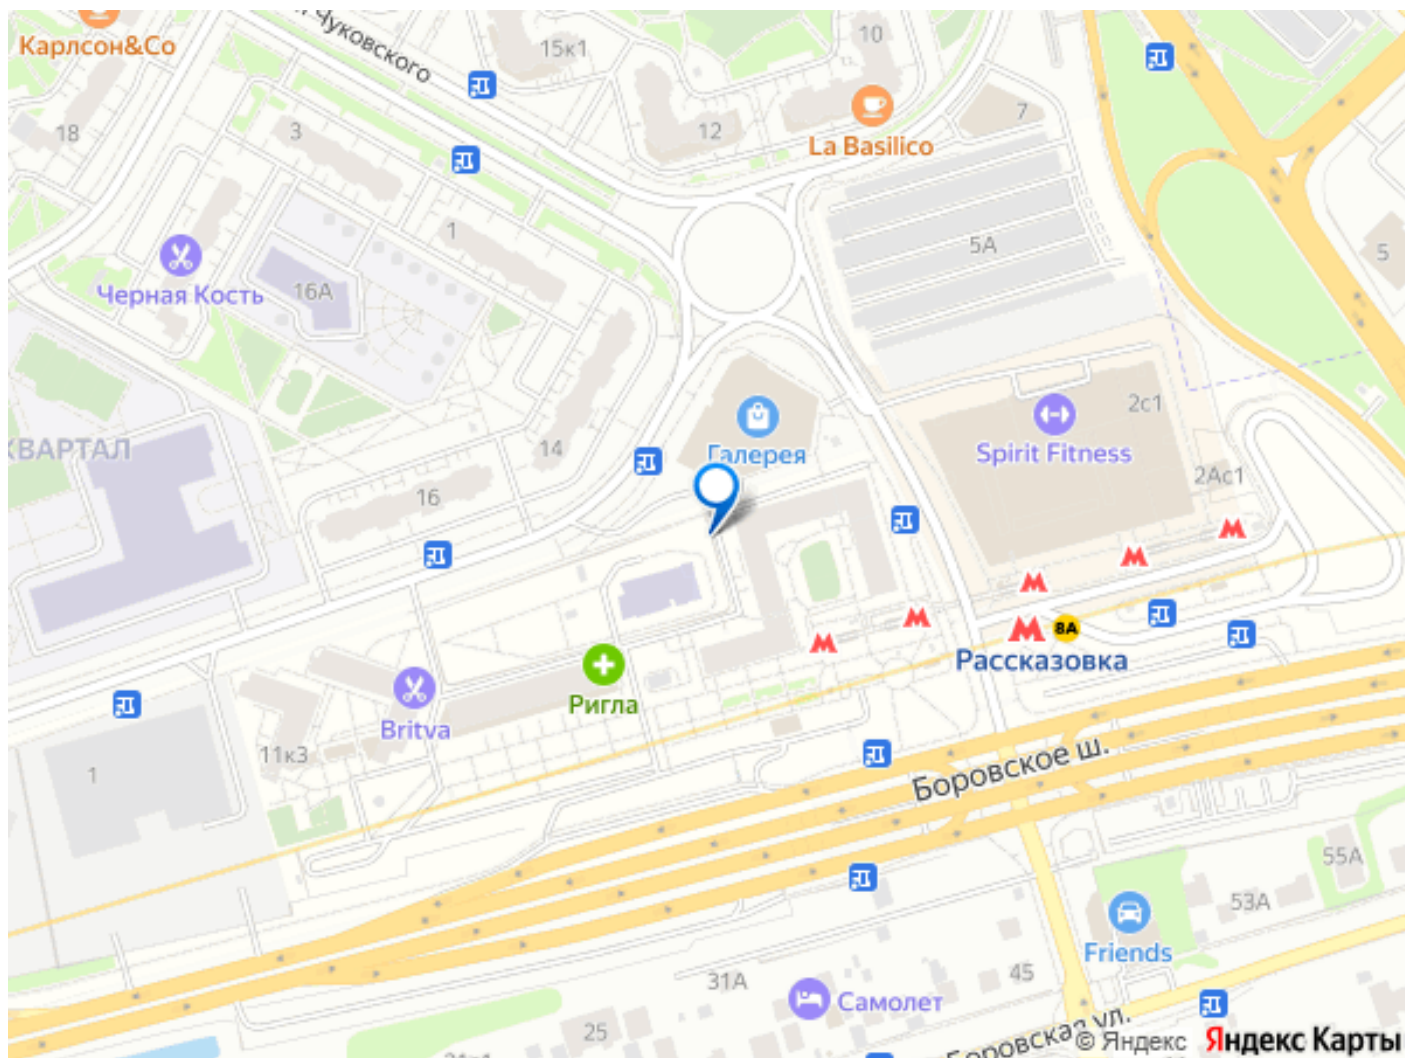 Карлсон&Co
Чуковского
15к1
10
18
3
12
7
La Basilico
1
5А
5
16А
Черная Кость
2с1
КВАРТАЛ
14
Галерея
Spirit Fitness
16
2Ас1
8А
Рассказовка
Ригла
Britva
11к3
1
Боровское ш.
55А
53А
Friends
31А
45
Самолет
25
Боровская ул.
© Яндекс Яндекс Карты